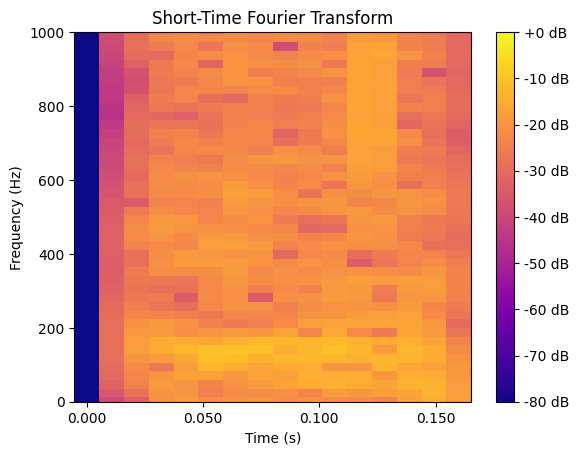 Short-Time Fourier Transform
1000
800
600
400
200
0
Frequency (Hz)
0.000
0.050
0.100
0.150
Time (s)
+0 dB
-10 dB
-20 dB
-30 dB
-40 dB
-50 dB
-60 dB
-70 dB
-80 dB